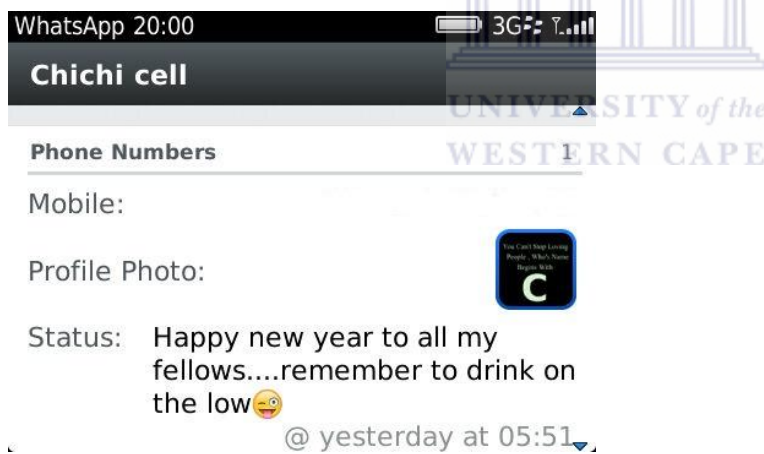 WhatsApp 20:00 3G
Chichi cell
UNIVERSITY of the
Phone Numbers 1
WESTERN CAPE
Mobile:
Profile Photo:
You Can't Stop Loving
People , Who's Name
Begins With
C
Status: Happy new year to all my
fellows....remember to drink on
the low😜
@ yesterday at 05:51